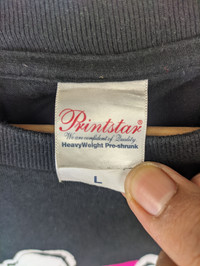 Printstar®
We are confident of Quality
HeavyWeight Pre-shrunk
L